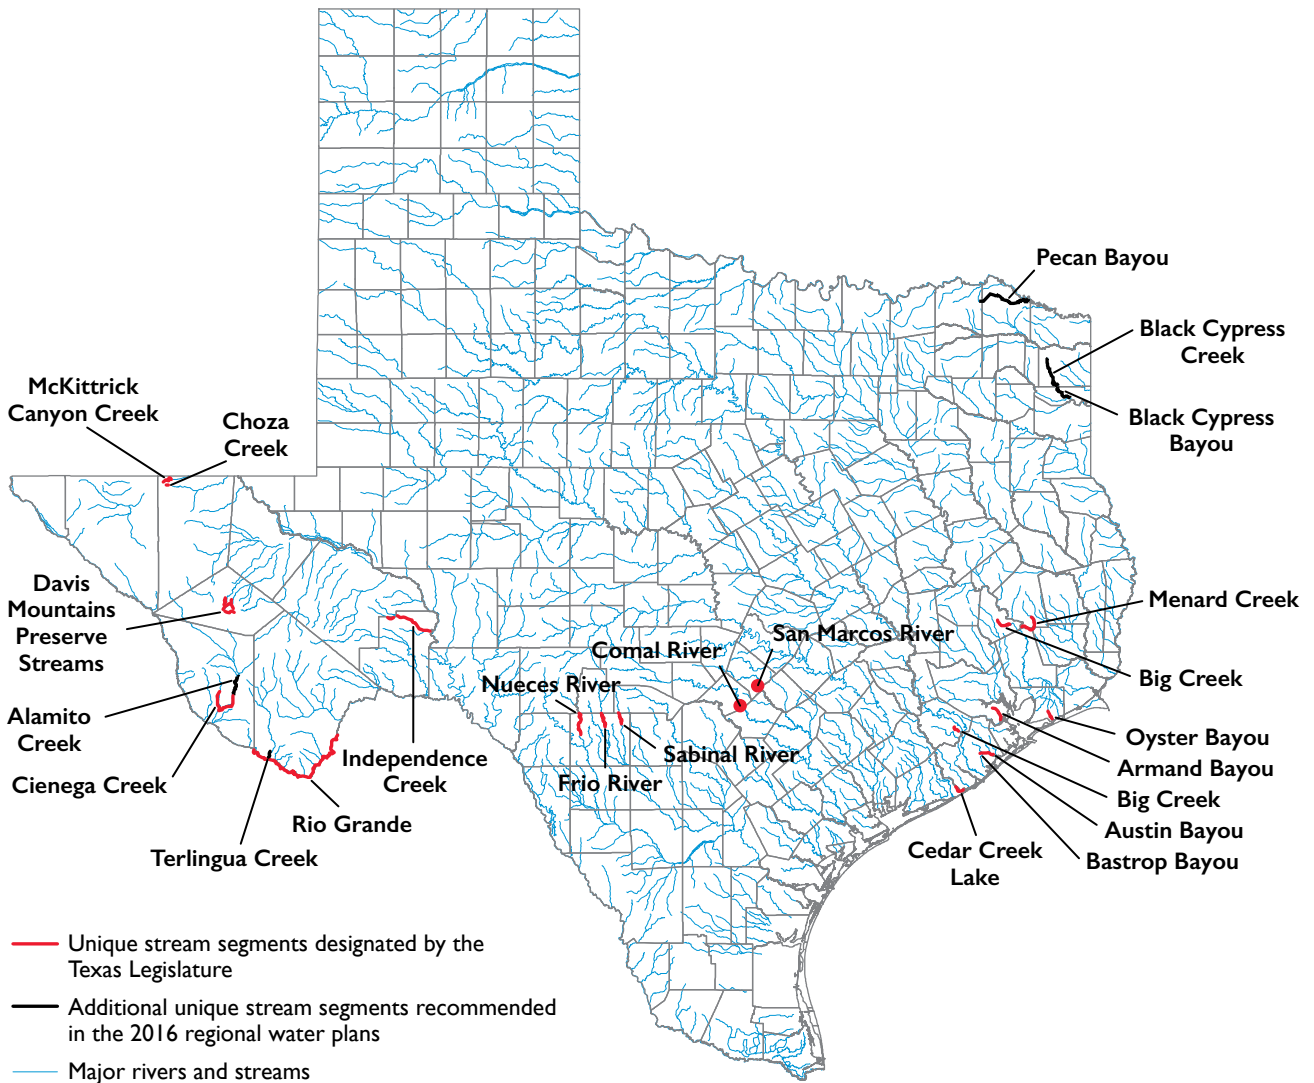 Pecan Bayou
Black Cypress
Creek
Black Cypress
Bayou
McKittrick
Canyon Creek
Choza
Creek
Davis
Mountains
Preserve
Streams
Menard Creek
San Marcos River
Comal River
Big Creek
Nueces River
Alamito
Creek
Oyster Bayou
Sabinal River
Independence
Creek
Armand Bayou
Cienega Creek
Frio River
Big Creek
Rio Grande
Austin Bayou
Terlingua Creek
Cedar Creek
Lake
Bastrop Bayou
Unique stream segments designated by the
Texas Legislature
Additional unique stream segments recommended
in the 2016 regional water plans
Major rivers and streams